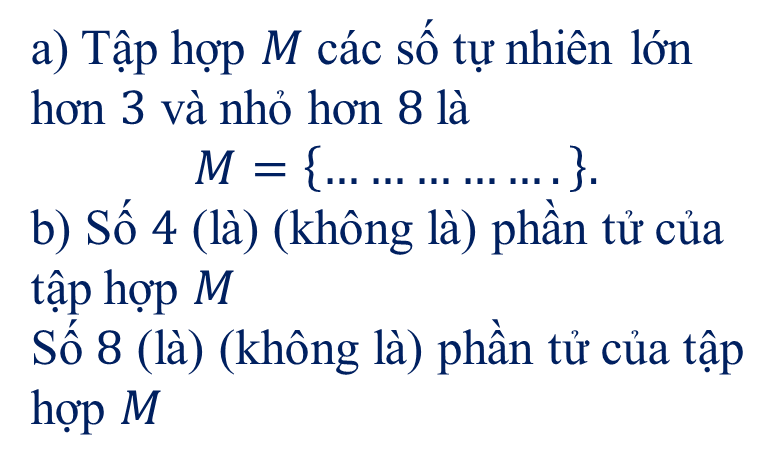 a) Tập hợp M các số tự nhiên lớn
hơn 3 và nhỏ hơn 8 là
M = {... ... ... ... ... .}.
b) Số 4 (là) (không là) phần tử của
tập hợp M
Số 8 (là) (không là) phần tử của tập
hợp M